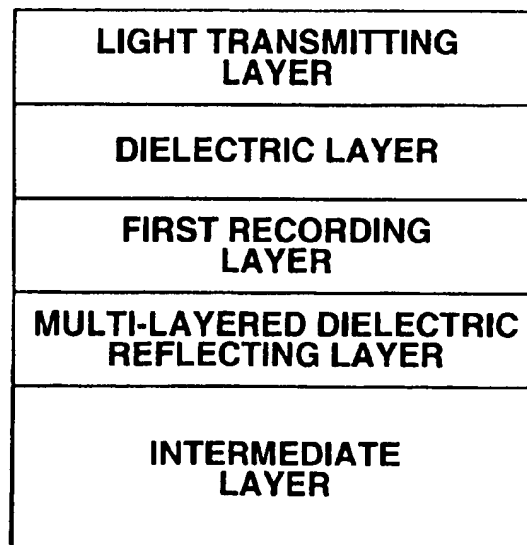 LIGHT TRANSMITTING
LAYER
DIELECTRIC LAYER
FIRST RECORDING
LAYER
MULTI-LAYERED DIELECTRIC
REFLECTING LAYER
INTERMEDIATE
LAYER